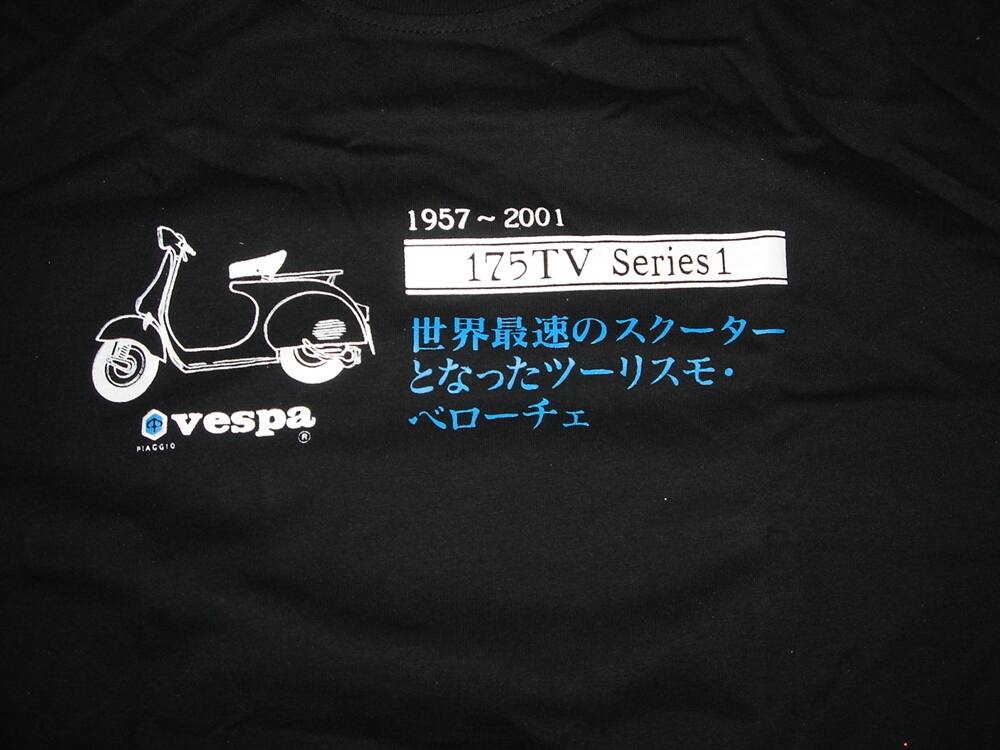 1957~2001
175TV Series1
世界最速のスクーター
となったツーリスモ・
ベローチェ
vespa
®
PIAGGIO